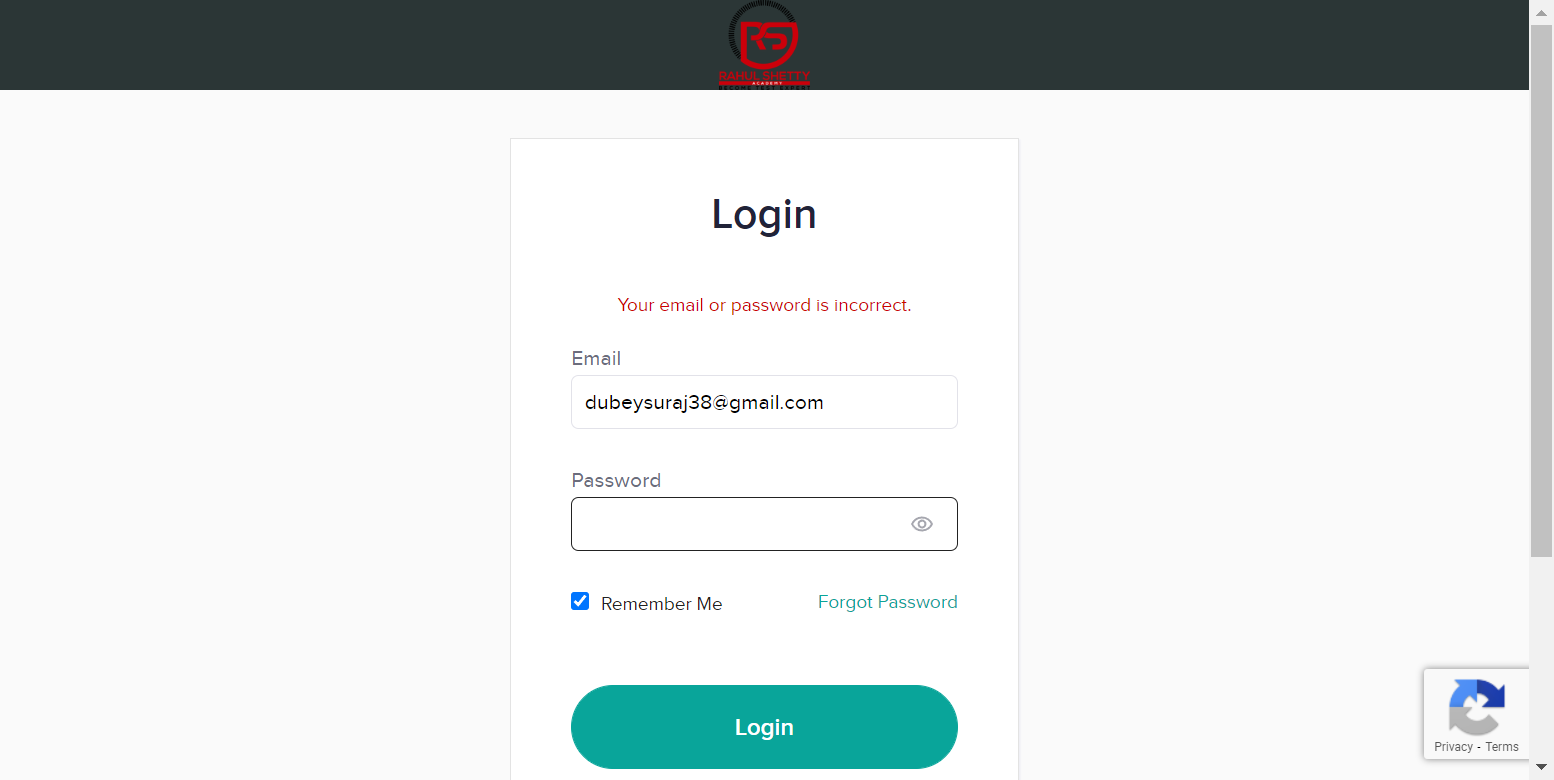 RS
RAHUL SHETTY
ACADEMY
Login
Your email or password is incorrect.
Email
dubeysuraj38@gmail.com
Password
Remember Me
Forgot Password
Login
Privacy - Terms